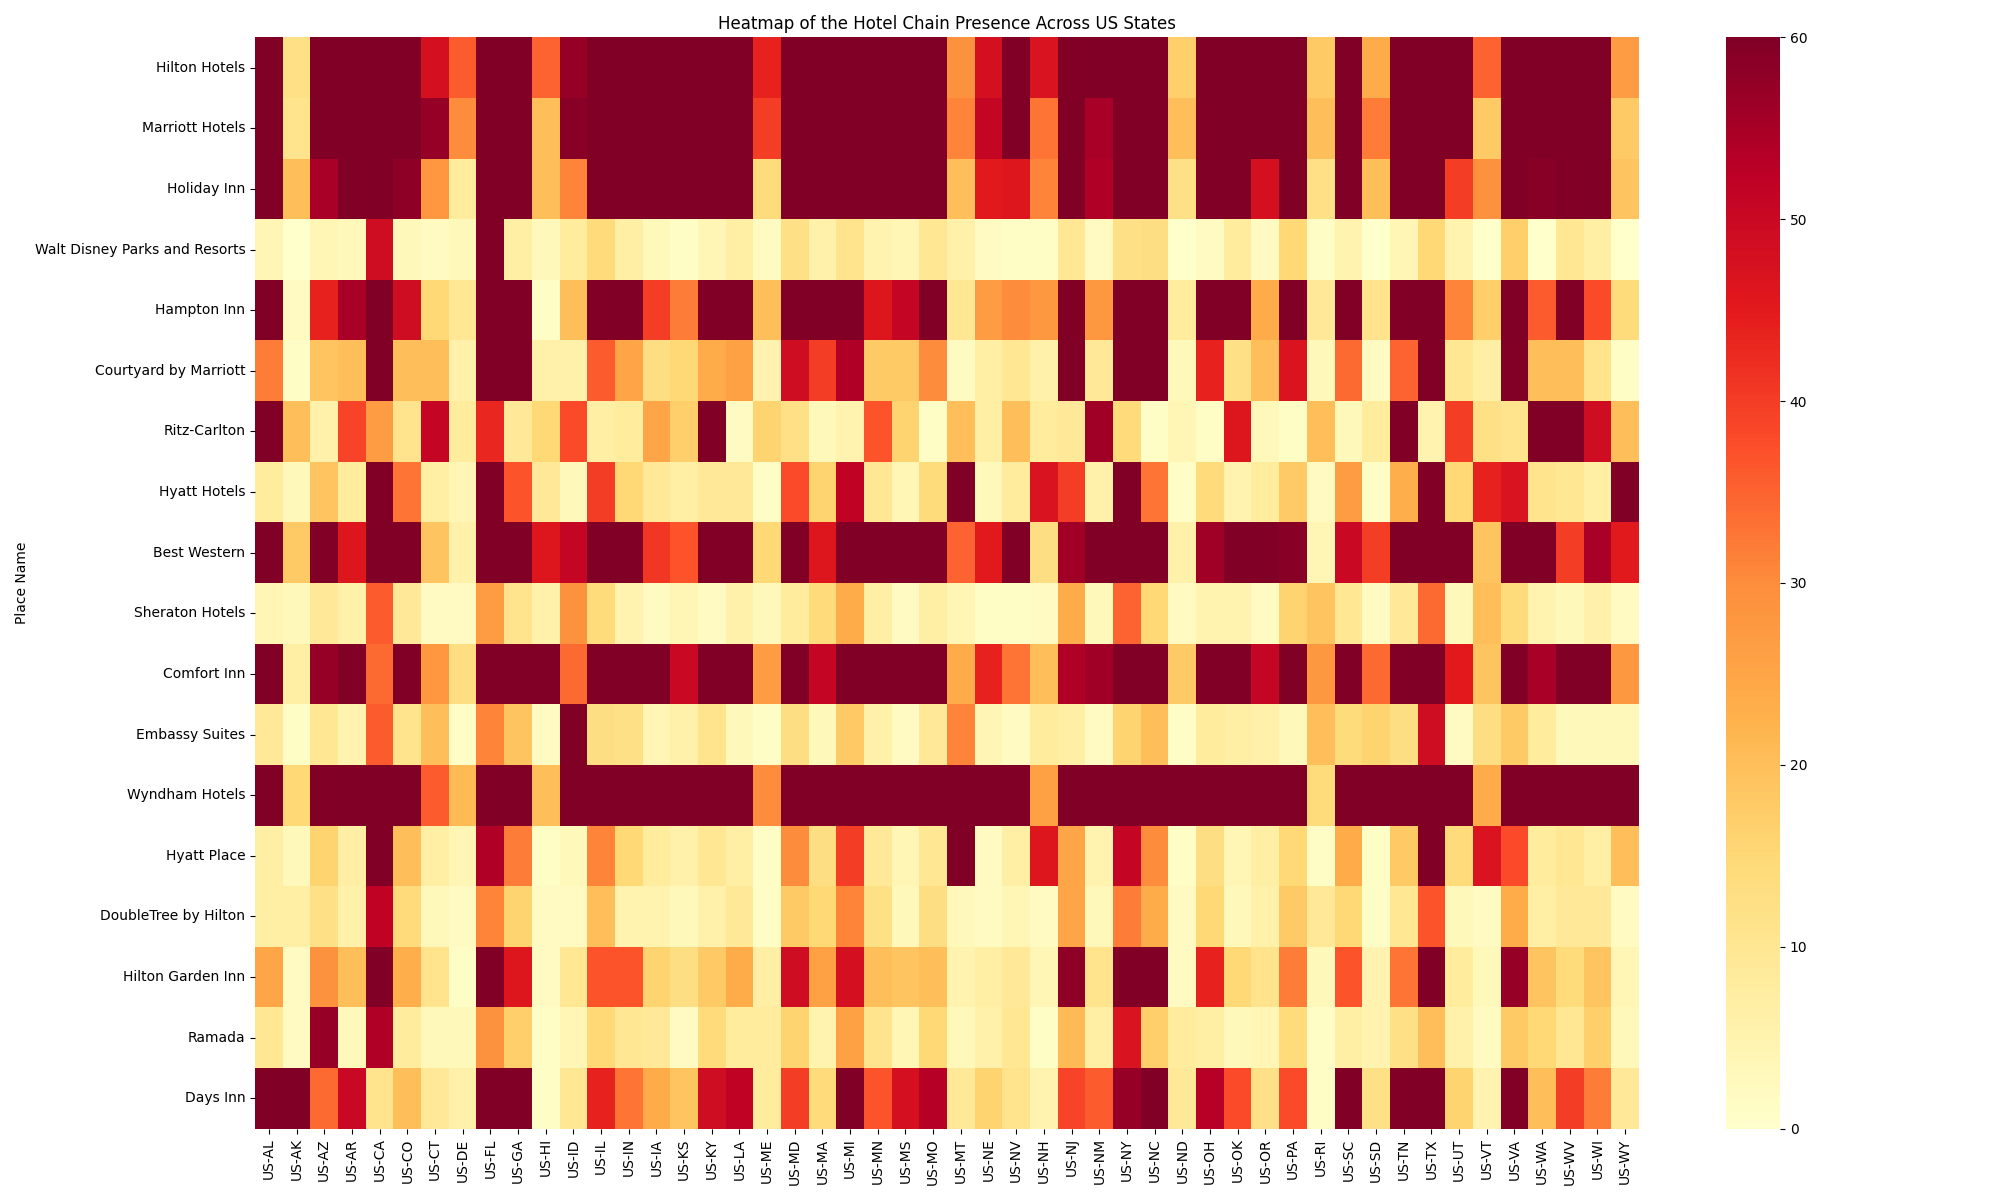 Heatmap of the Hotel Chain Presence Across US States
Place Name
Hilton Hotels
Marriott Hotels
Holiday Inn
Walt Disney Parks and Resorts
Hampton Inn
Courtyard by Marriott
Ritz-Carlton
Hyatt Hotels
Best Western
Sheraton Hotels
Comfort Inn
Embassy Suites
Wyndham Hotels
Hyatt Place
DoubleTree by Hilton
Hilton Garden Inn
Ramada
Days Inn
US-AL
US-AK
US-AZ
US-AR
US-CA
US-CO
US-CT
US-DE
US-FL
US-GA
US-HI
US-ID
US-IL
US-IN
US-IA
US-KS
US-KY
US-LA
US-ME
US-MD
US-MA
US-MI
US-MN
US-MS
US-MO
US-MT
US-NE
US-NV
US-NH
US-NJ
US-NM
US-NY
US-NC
US-ND
US-OH
US-OK
US-OR
US-PA
US-RI
US-SC
US-SD
US-TN
US-TX
US-UT
US-VT
US-VA
US-WA
US-WV
US-WI
US-WY
60
50
40
30
20
10
0